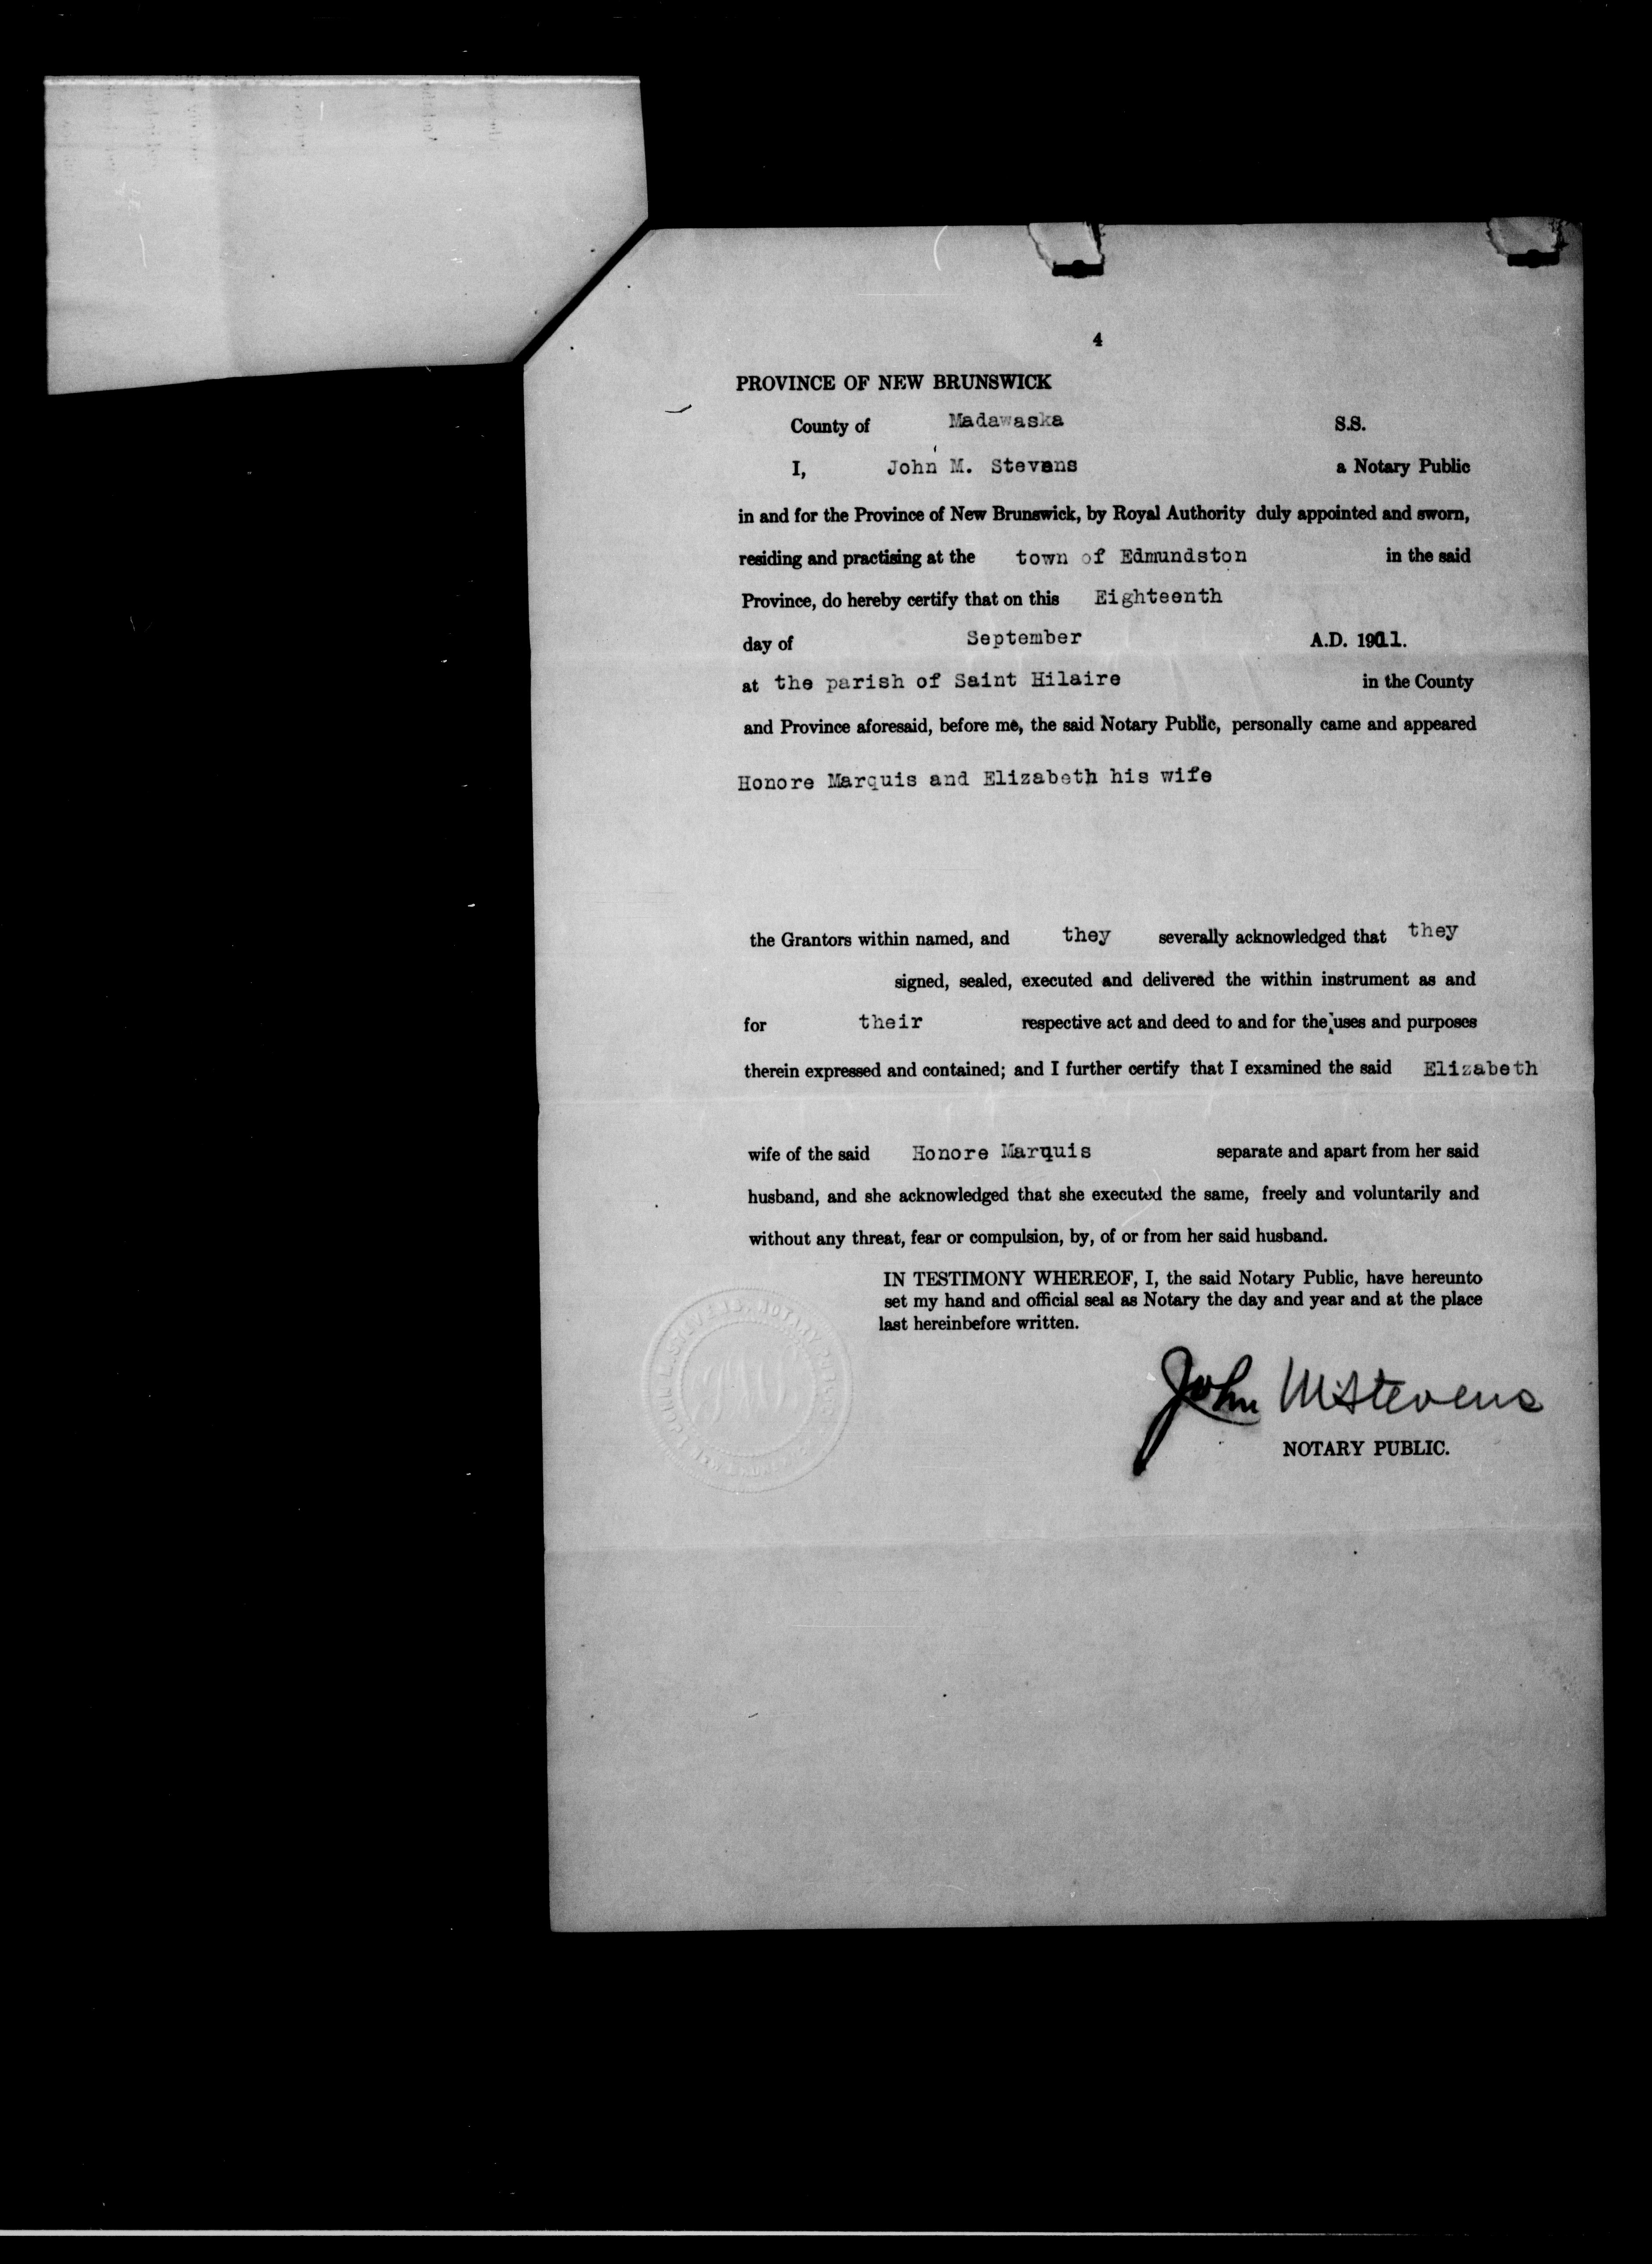 4
PROVINCE OF NEW BRUNSWICK
County of Madawaska S.S.
I, John M. Stevens a Notary Public
in and for the Province of New Brunswick, by Royal Authority duly appointed and sworn,
residing and practising at the town of Edmundston in the said
Province, do hereby certify that on this Eighteenth
day of September A.D. 1911.
at the parish of Saint Hilaire in the County
and Province aforesaid, before me, the said Notary Public, personally came and appeared
Honore Marquis and Elizabeth his wife
the Grantors within named, and they severally acknowledged that they
signed, sealed, executed and delivered the within instrument as and
for their respective act and deed to and for the uses and purposes
therein expressed and contained; and I further certify that I examined the said Elizabeth
wife of the said Honore Marquis separate and apart from her said
husband, and she acknowledged that she executed the same, freely and voluntarily and
without any threat, fear or compulsion, by, of or from her said husband.
IN TESTIMONY WHEREOF, I, the said Notary Public, have hereunto
set my hand and official seal as Notary the day and year and at the place
last hereinbefore written.
John M Stevens
NOTARY PUBLIC.